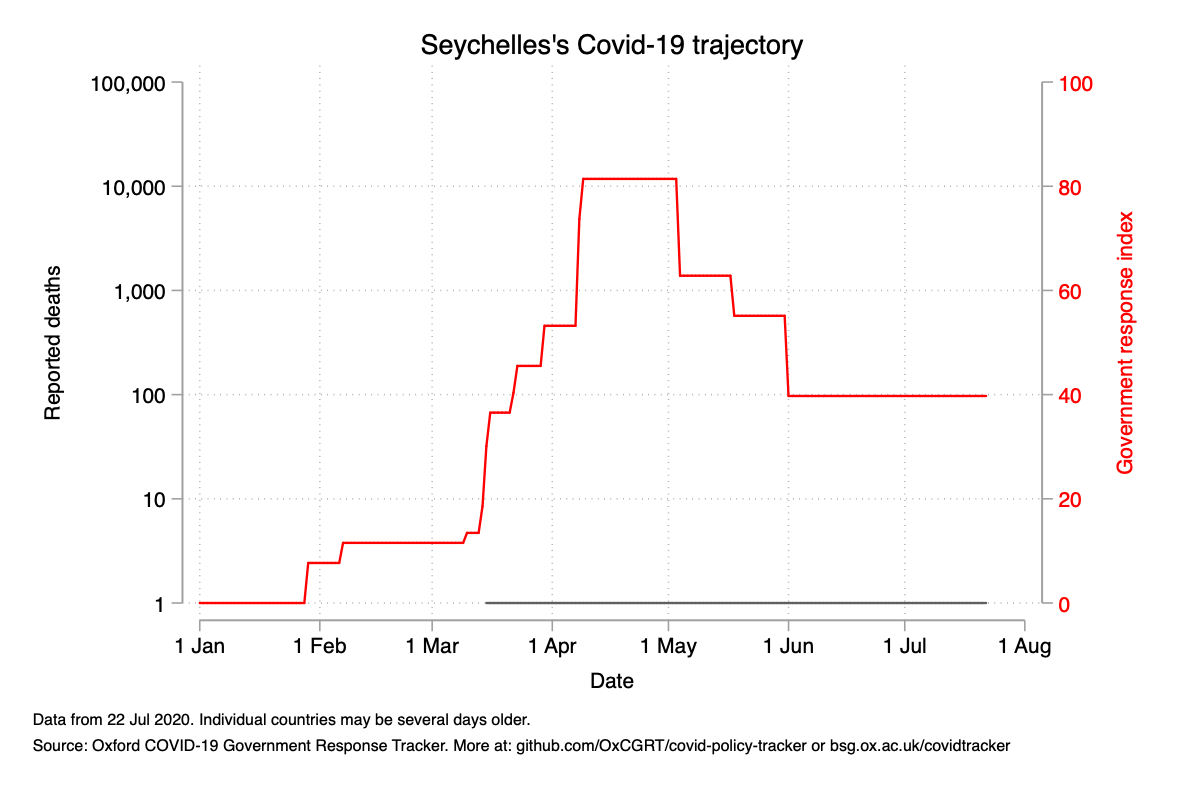 Seychelles's Covid-19 trajectory
100,000
10,000
1,000
100
10
1
Reported deaths
100
80
60
40
20
0
Government response index
1 Jan 1 Feb 1 Mar 1 Apr 1 May 1 Jun 1 Jul 1 Aug
Date
Data from 22 Jul 2020. Individual countries may be several days older.
Source: Oxford COVID-19 Government Response Tracker. More at: github.com/OxCGRT/covid-policy-tracker or bsg.ox.ac.uk/covidtracker